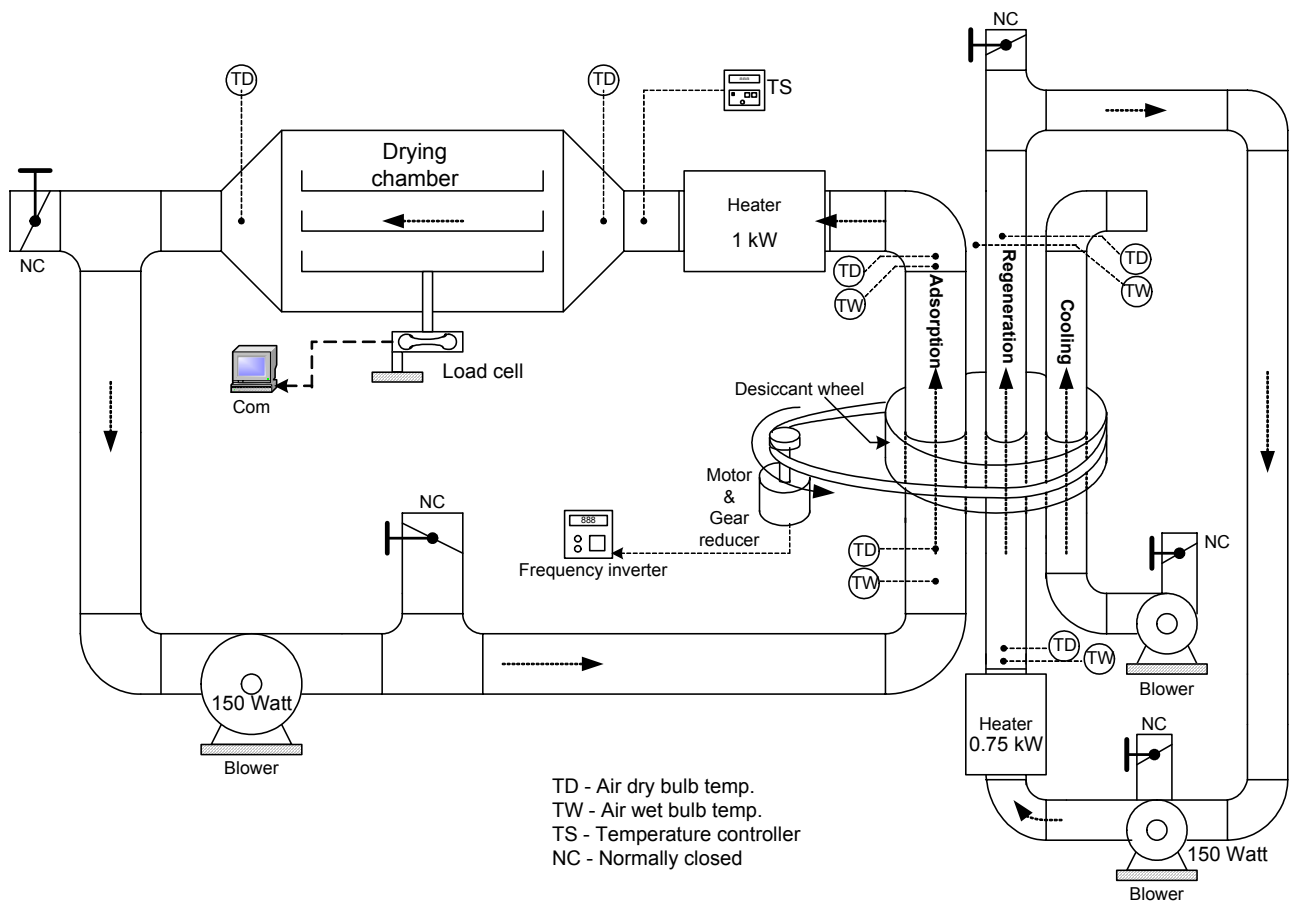 NC
TD
TD
TS
Drying
chamber
Heater
1 kW
NC
TD
TW
TD
TW
Adsorption
Regeneration
Cooling
Load cell
Com
Desiccant wheel
Motor
&
Gear
reducer
NC
888
Frequency inverter
TD
TW
NC
TD
TW
Blower
150 Watt
Blower
Heater
0.75 kW
NC
150 Watt
Blower
TD - Air dry bulb temp.
TW - Air wet bulb temp.
TS - Temperature controller
NC - Normally closed